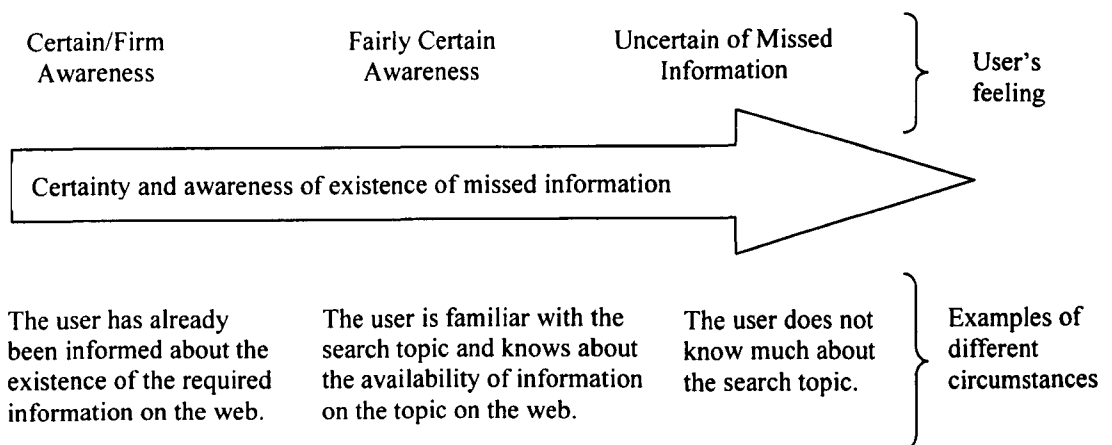 Certain/Firm
Awareness
Fairly Certain
Awareness
Uncertain of Missed
Information
User's
feeling
Certainty and awareness of existence of missed information
The user has already
been informed about the
existence of the required
information on the web.
The user is familiar with the
search topic and knows about
the availability of information
on the topic on the web.
The user does not
know much about
the search topic.
Examples of
different
circumstances